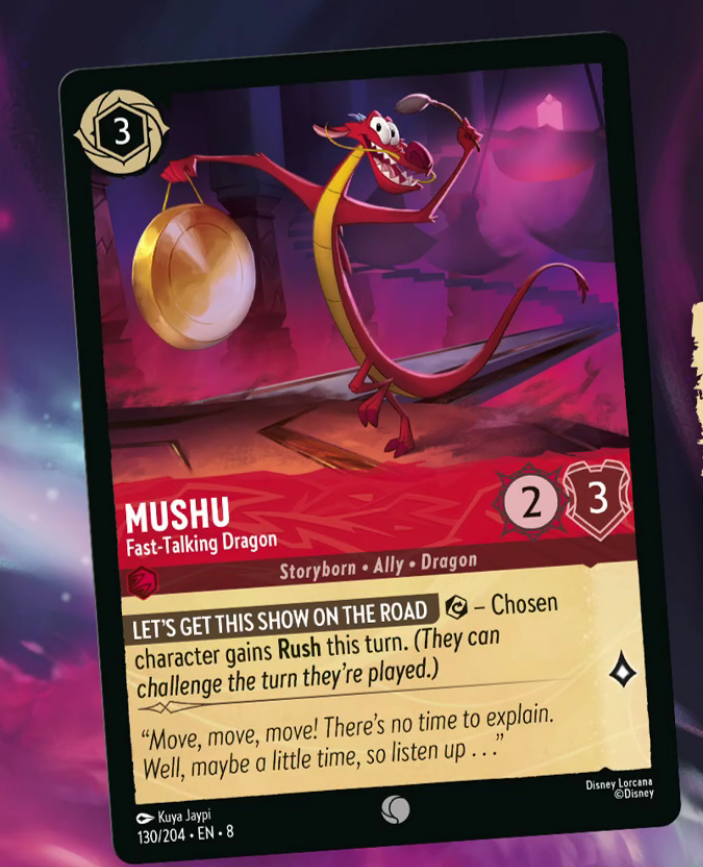 3
MUSHU
Fast-Talking Dragon
2
3
Storyborn • Ally • Dragon
LET'S GET THIS SHOW ON THE ROAD – Chosen
character gains Rush this turn. (They can
challenge the turn they're played.)
“Move, move, move! There's no time to explain.
Well, maybe a little time, so listen up . . .”
Disney Lorcana
©Disney
Kuya Jaypi
130/204 • EN • 8